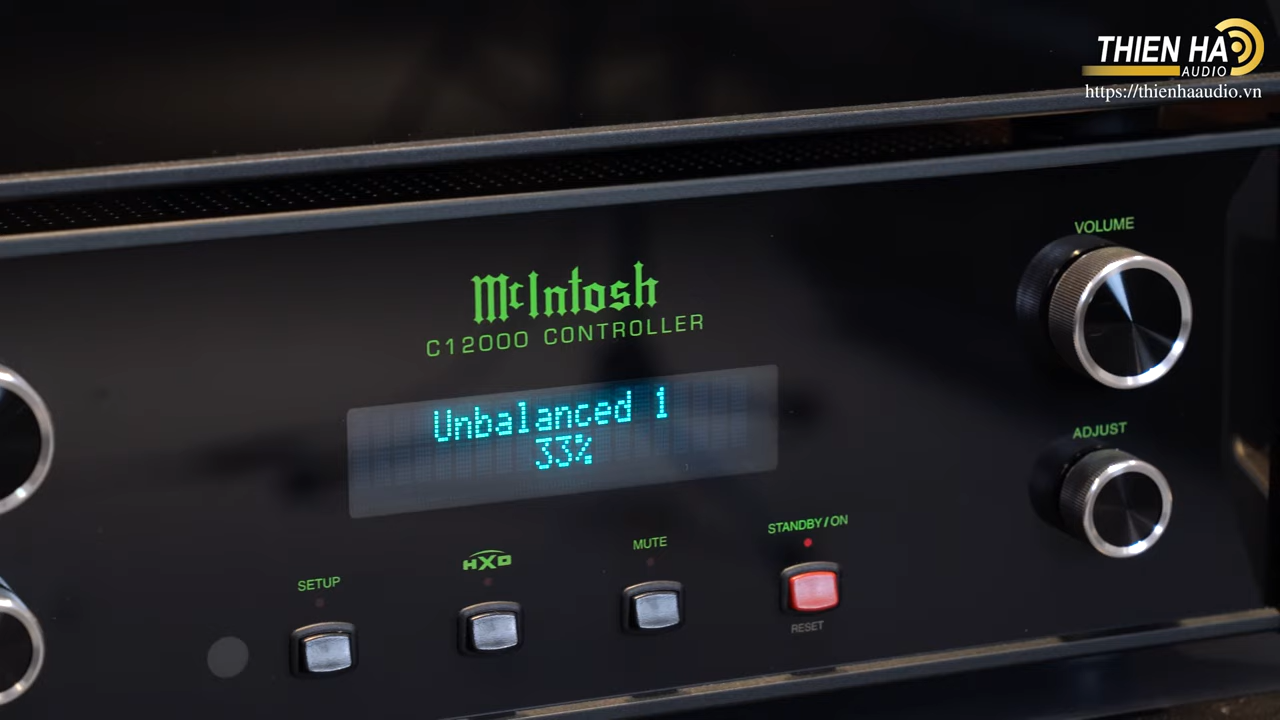 THIEN HA
AUDIO
https://thienhaaudio.vn
VOLUME
McIntosh
C12000 CONTROLLER
Unbalanced 1
33%
ADJUST
STANDBY/ON
MUTE
HXD
SETUP
RESET